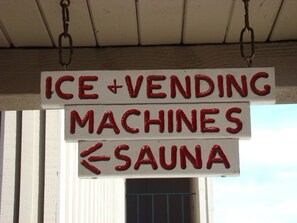 ICE + VENDING
MACHINES
← SAUNA